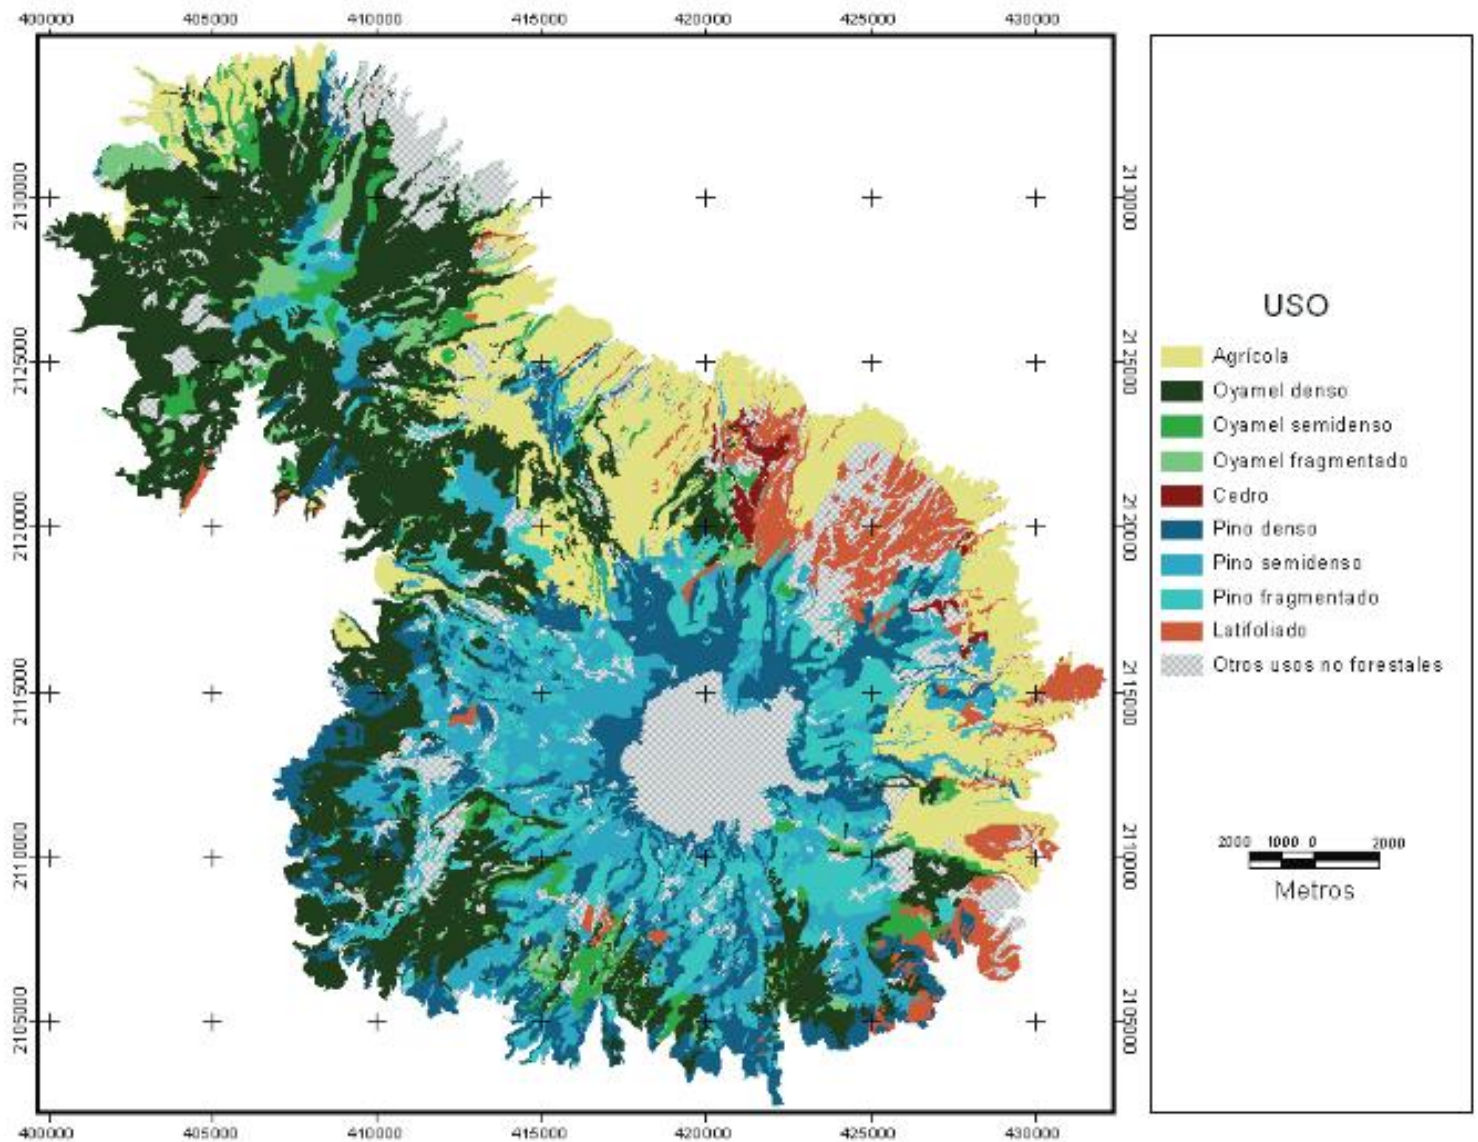 400000 405000 410000 415000 420000 425000 430000
2130000 2130000
2125000 2125000
2120000 2120000
2115000 2115000
2110000 2110000
2105000 2105000
400000 405000 410000 415000 420000 425000 430000
USO
Agrícola
Oyamel denso
Oyamel semidenso
Oyamel fragmentado
Cedro
Pino denso
Pino semidenso
Pino fragmentado
Latifoliado
Otros usos no forestales
2000 1000 0 2000
Metros